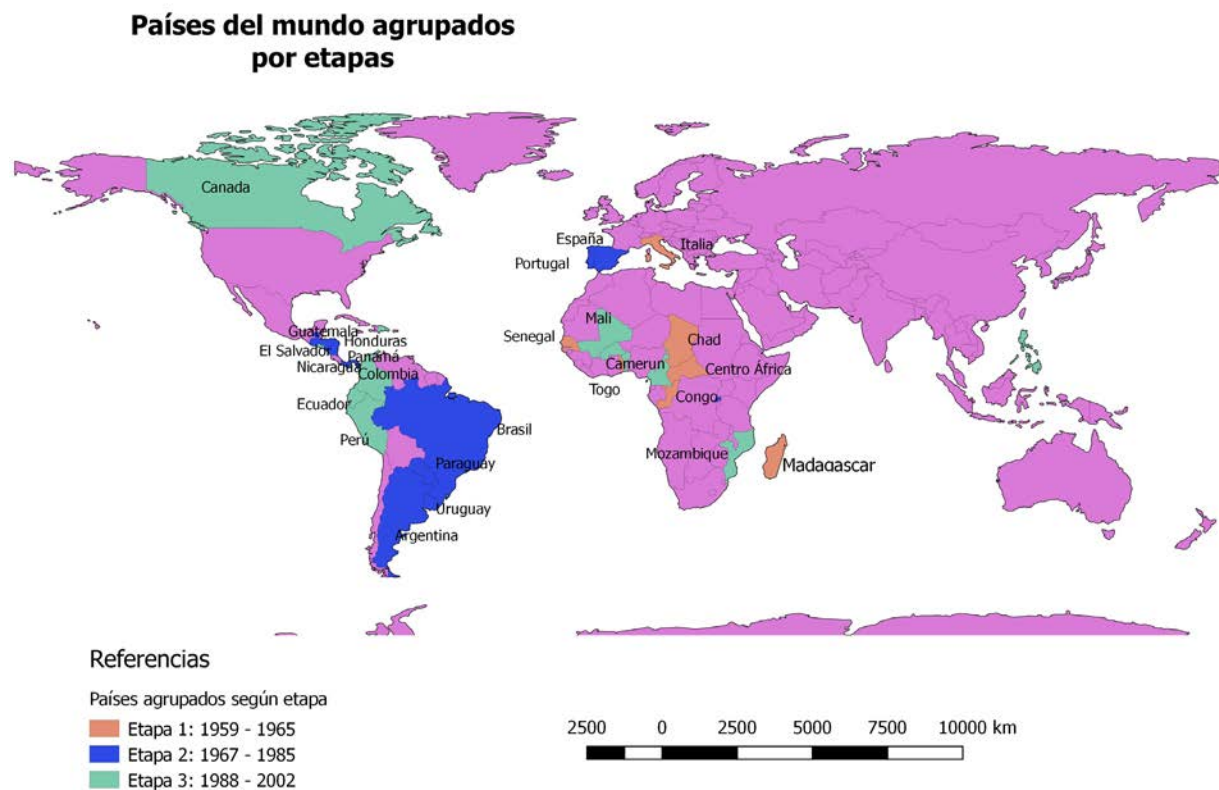 Países del mundo agrupados
por etapas
Canada
España
Italia
Portugal
Guatemala
Honduras
El Salvador
Panamá
Nicaragua
Colombia
Mali
Senegal
Chad
Camerun
Centro África
Togo
Ecuador
Congo
Brasil
Perú
Mozambique
Paraguay
Madagascar
Uruguay
Argentina
Referencias
Países agrupados según etapa
Etapa 1: 1959 - 1965
Etapa 2: 1967 - 1985
Etapa 3: 1988 - 2002
2500 0 2500 5000 7500 10000 km